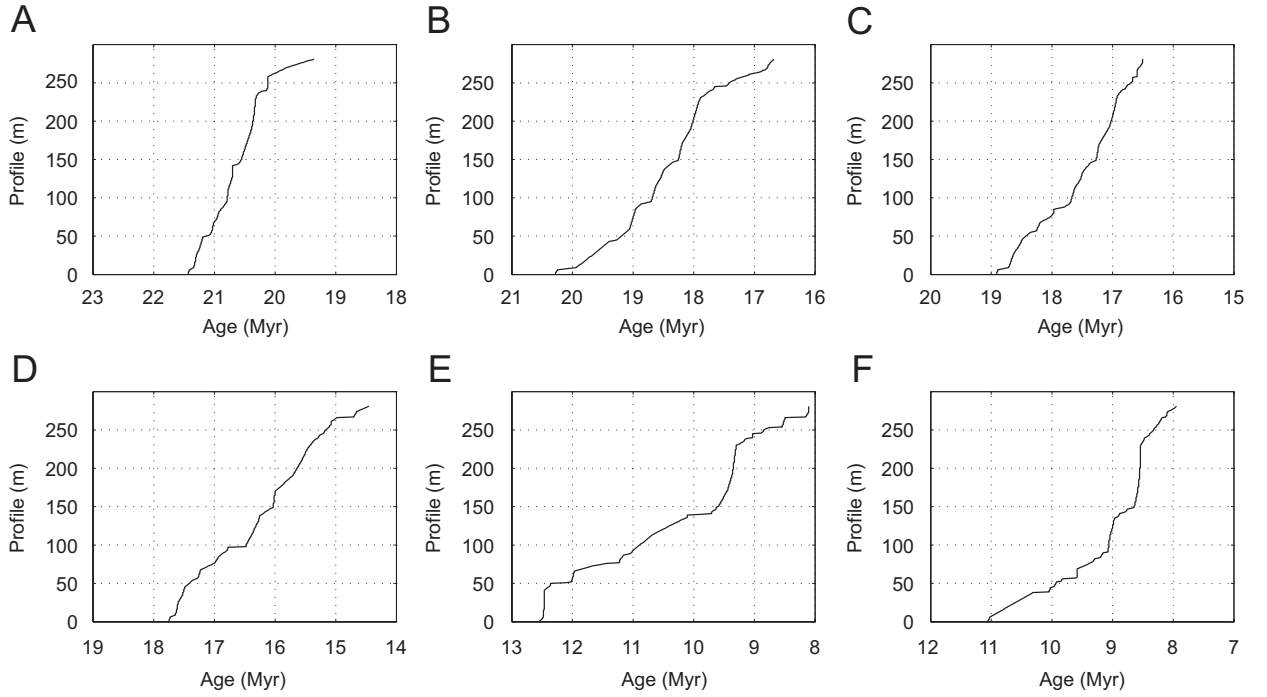 A
B
C
Profile (m)
250
200
150
100
50
0
23 22 21 20 19 18
Age (Myr)
Profile (m)
250
200
150
100
50
0
21 20 19 18 17 16
Age (Myr)
Profile (m)
250
200
150
100
50
0
20 19 18 17 16 15
Age (Myr)
D
E
F
Profile (m)
250
200
150
100
50
0
19 18 17 16 15 14
Age (Myr)
Profile (m)
250
200
150
100
50
0
13 12 11 10 9 8
Age (Myr)
Profile (m)
250
200
150
100
50
0
12 11 10 9 8 7
Age (Myr)